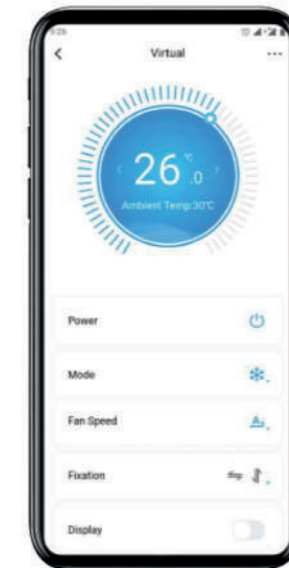 Virtual
26.0 °C
Ambient Temp:30°C
Power
Mode
Fan Speed
Fixation
Display